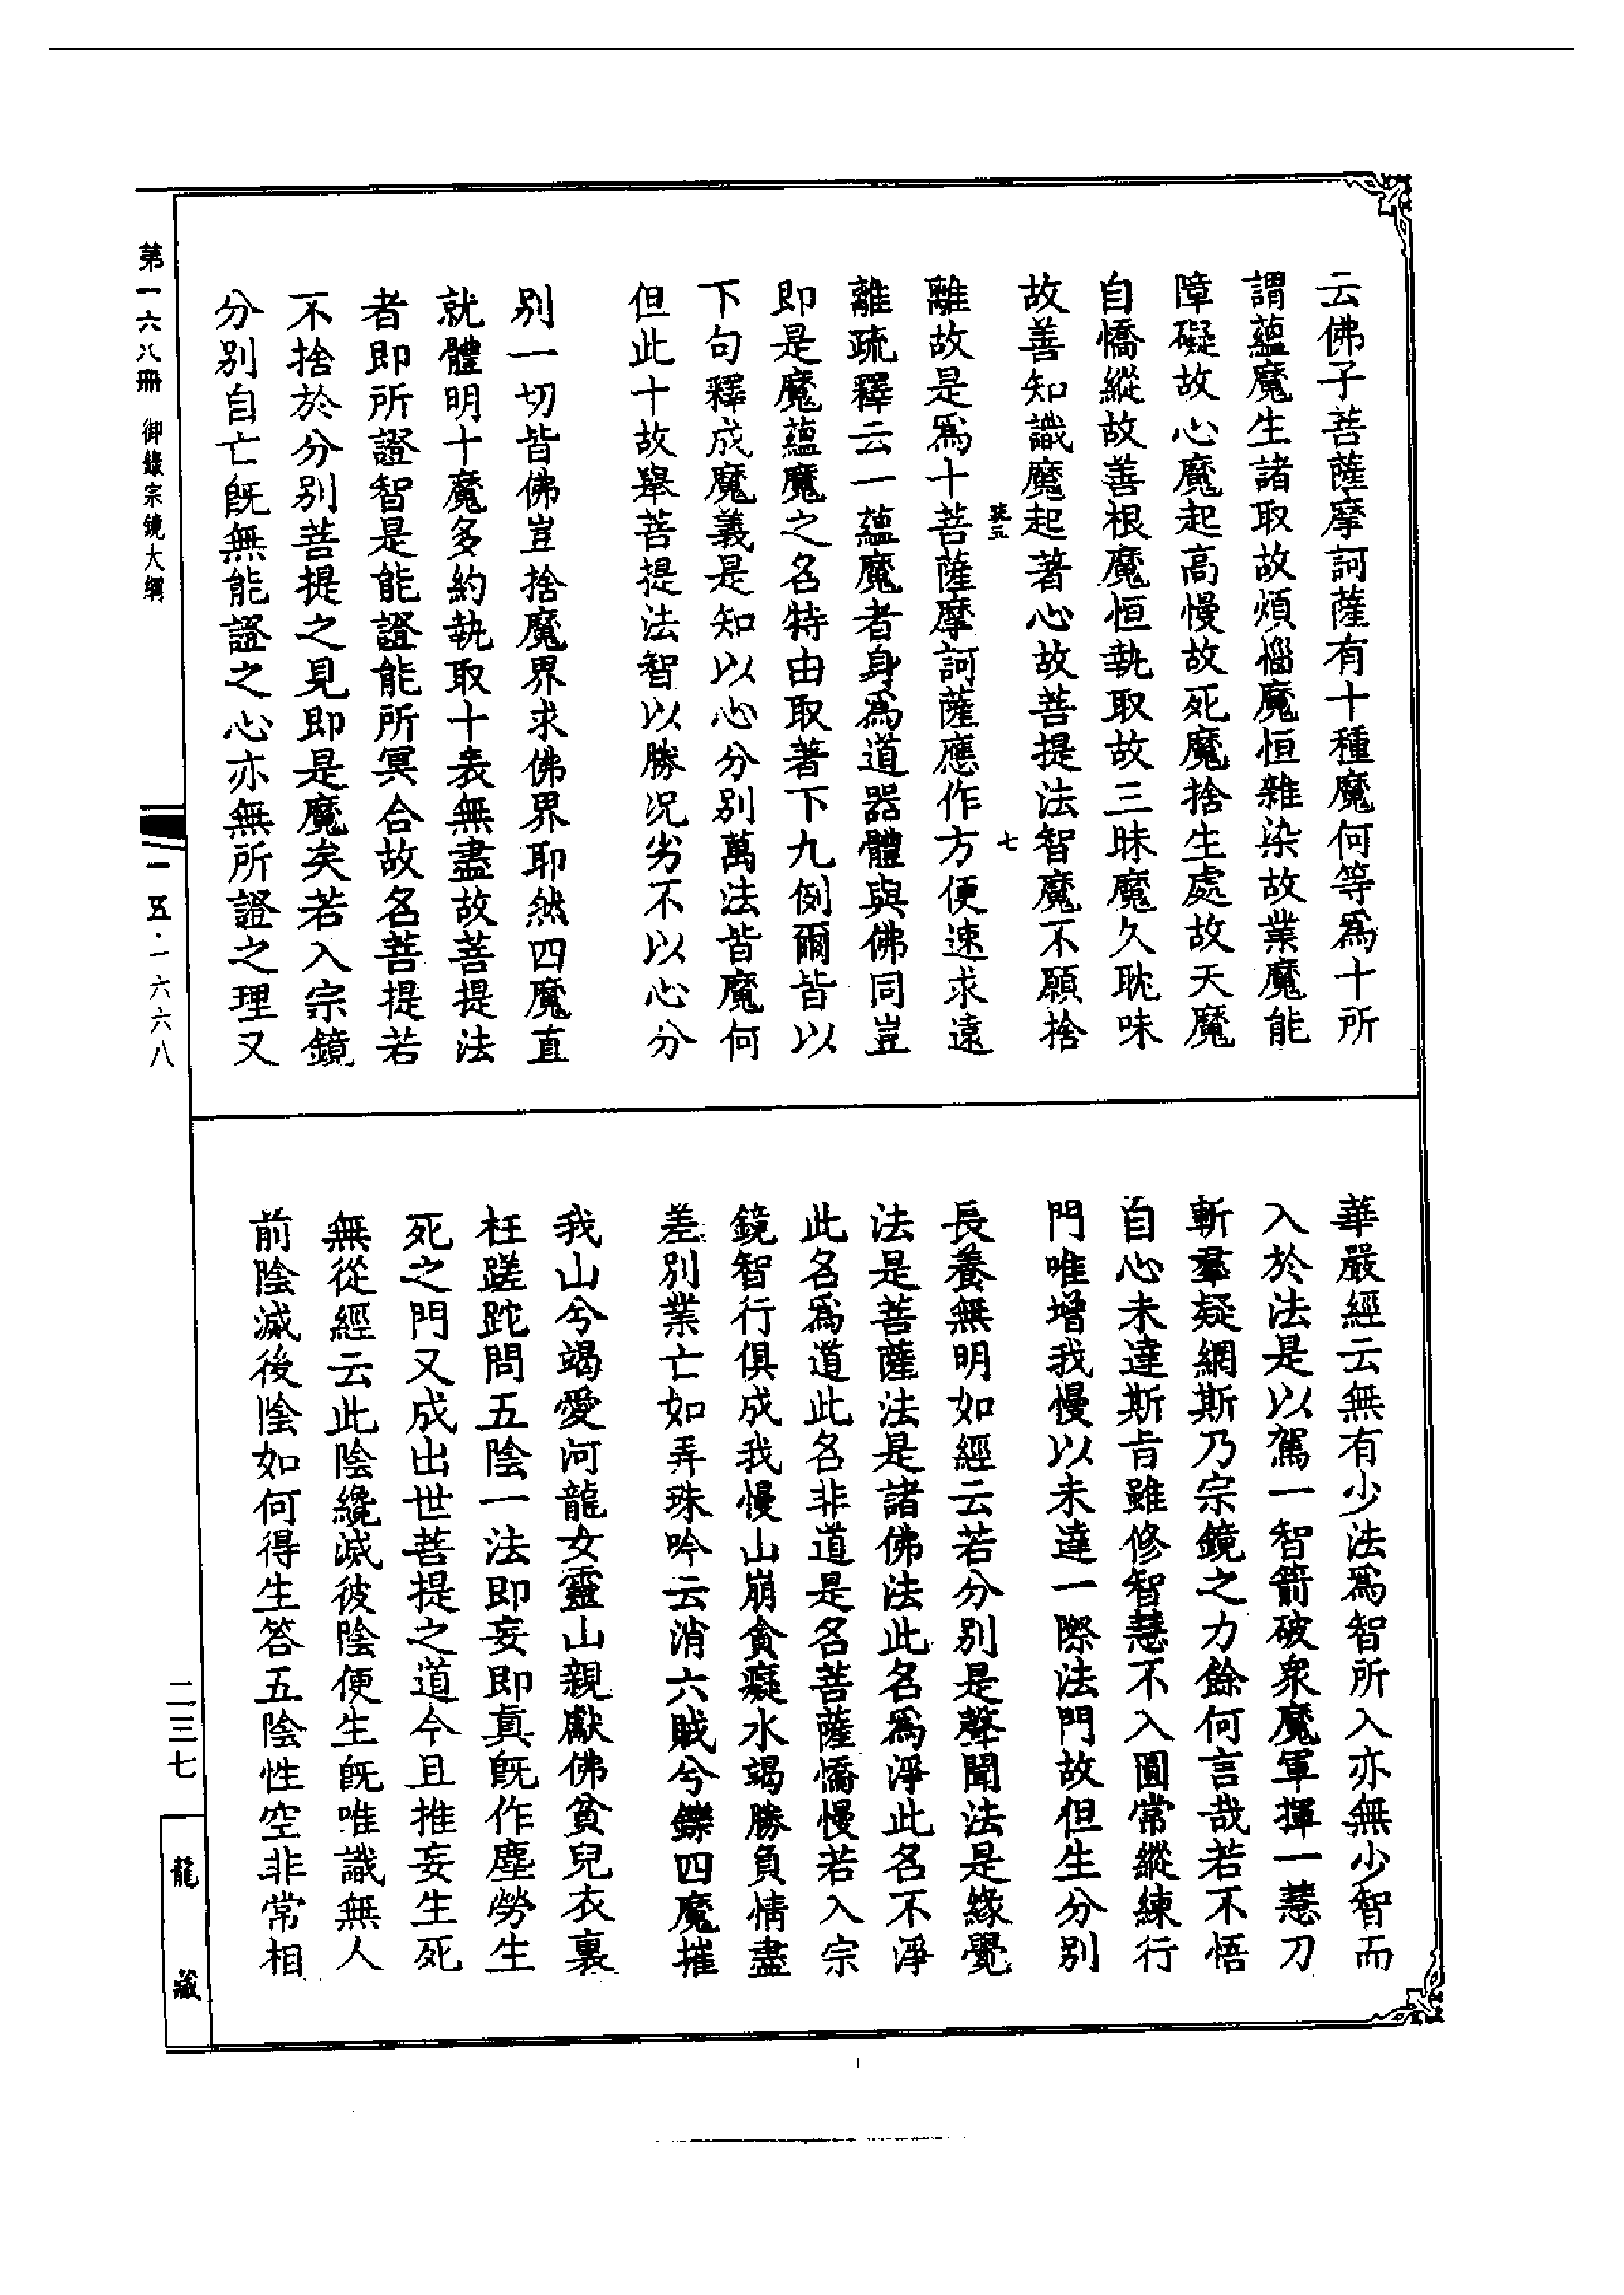 云佛子菩薩摩訶薩有十種魔何等爲十所
謂蘊魔生諸取故煩惱魔恒雜染故業魔能
障礙故心魔起高慢故死魔捨生處故天魔
自憍縱故善根魔恒執取故三昧魔久耽味
故善知識魔起著心故菩提法智魔不願捨
七
離故是爲十菩薩摩訶薩應作方便速求遠
離疏釋云一蘊魔者身爲道器體與佛同豈
即是魔蘊魔之名特由取著下九倒爾皆以
下句釋成魔義是知以心分別萬法皆魔何
但此十故舉菩提法智以勝況劣不以心分
別一切皆佛豈捨魔界求佛界耶然四魔直
就體明十魔多約執取十表無盡故菩提法
者即所證智是能證能所冥合故名菩提若
不捨於分別菩提之見即是魔矣若入宗鏡
分別自亡旣無能證之心亦無所證之理又
華嚴經云無有少法爲智所入亦無少智而
入於法是以駕一智箭破衆魔軍揮一慧刀
斬羣疑網斯乃宗鏡之力餘何言哉若不悟
自心未達斯旨雖修智慧不入圓常縱練行
門唯增我慢以未達一際法門故但生分別
長養無明如經云若分別是聲聞法是緣覺
法是菩薩法是諸佛法此名爲淨此名不淨
此名爲道此名非道是名菩薩憍慢若入宗
鏡智行俱成我慢山崩貪癡水竭勝負情盡
差別業亡如弄珠吟云消六賊兮鑠四魔摧
我山兮竭愛河龍女靈山親獻佛貧兒衣裏
枉蹉跎問五陰一法即妄即眞旣作塵勞生
死之門又成出世菩提之道今且推妄生死
無從經云此陰纔滅彼陰便生旣唯識無人
前陰滅後陰如何得生答五陰性空非常相
第一六八冊 御錄宗鏡大綱
一五·一六六八
二三七
龍藏